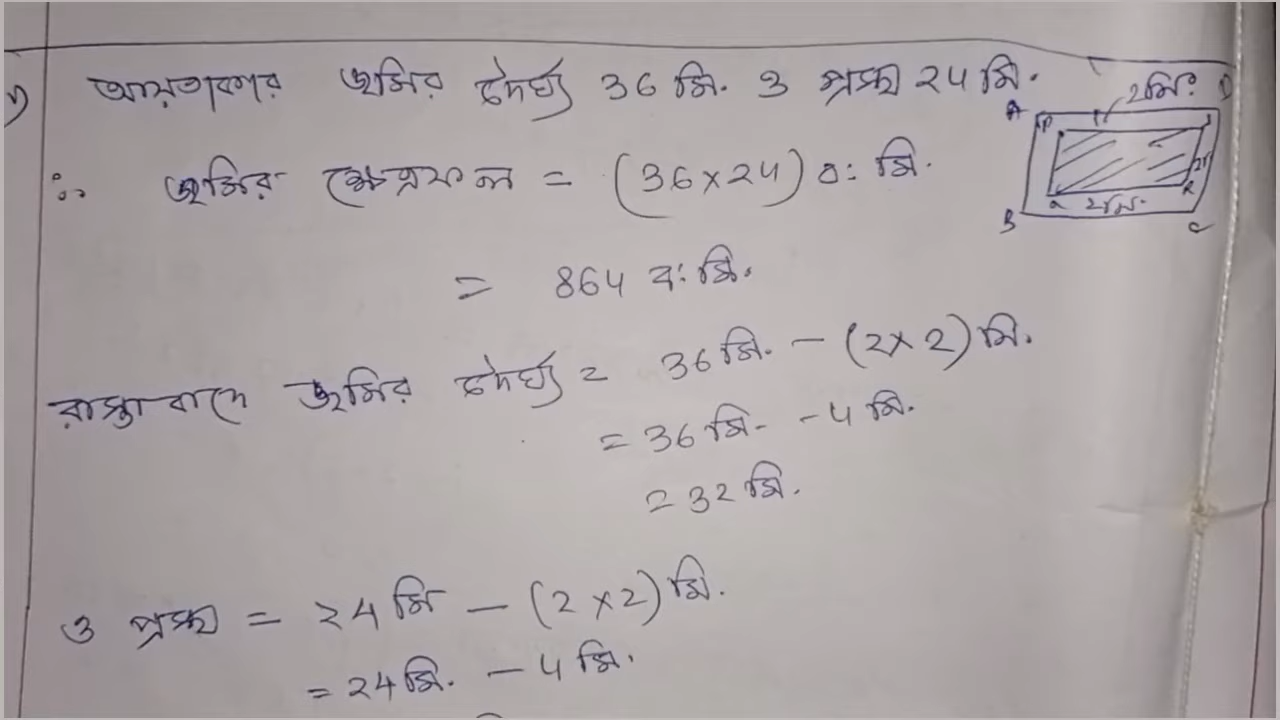 আয়তাকার জমির দৈর্ঘ্য 36 মি. ও প্রস্থ 24 মি.
A P 2মি. D
∴ জমির ক্ষেত্রফল = (36×24) ব: মি.
B C
= 864 ব: মি.
রাস্তাবাদে জমির দৈর্ঘ্য = 36 মি. – (2×2) মি.
= 36 মি. – 4 মি.
= 32 মি.
ও প্রস্থ = 24 মি – (2×2) মি.
= 24 মি. – 4 মি.